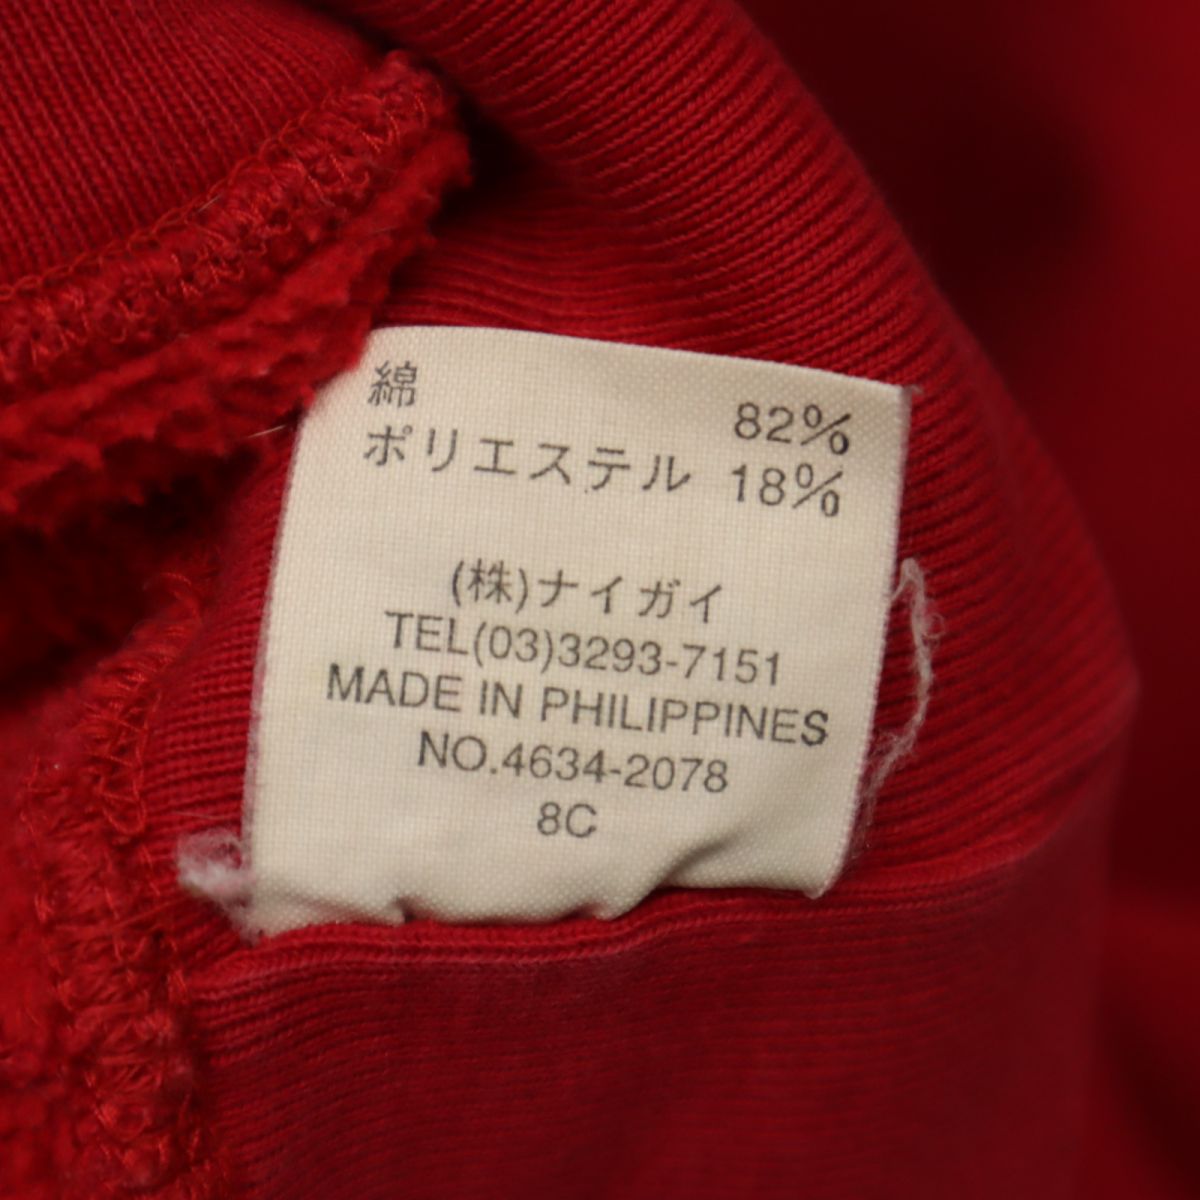 綿 82%
ポリエステル 18%
(株)ナイガイ
TEL(03)3293-7151
MADE IN PHILIPPINES
NO.4634-2078
8C